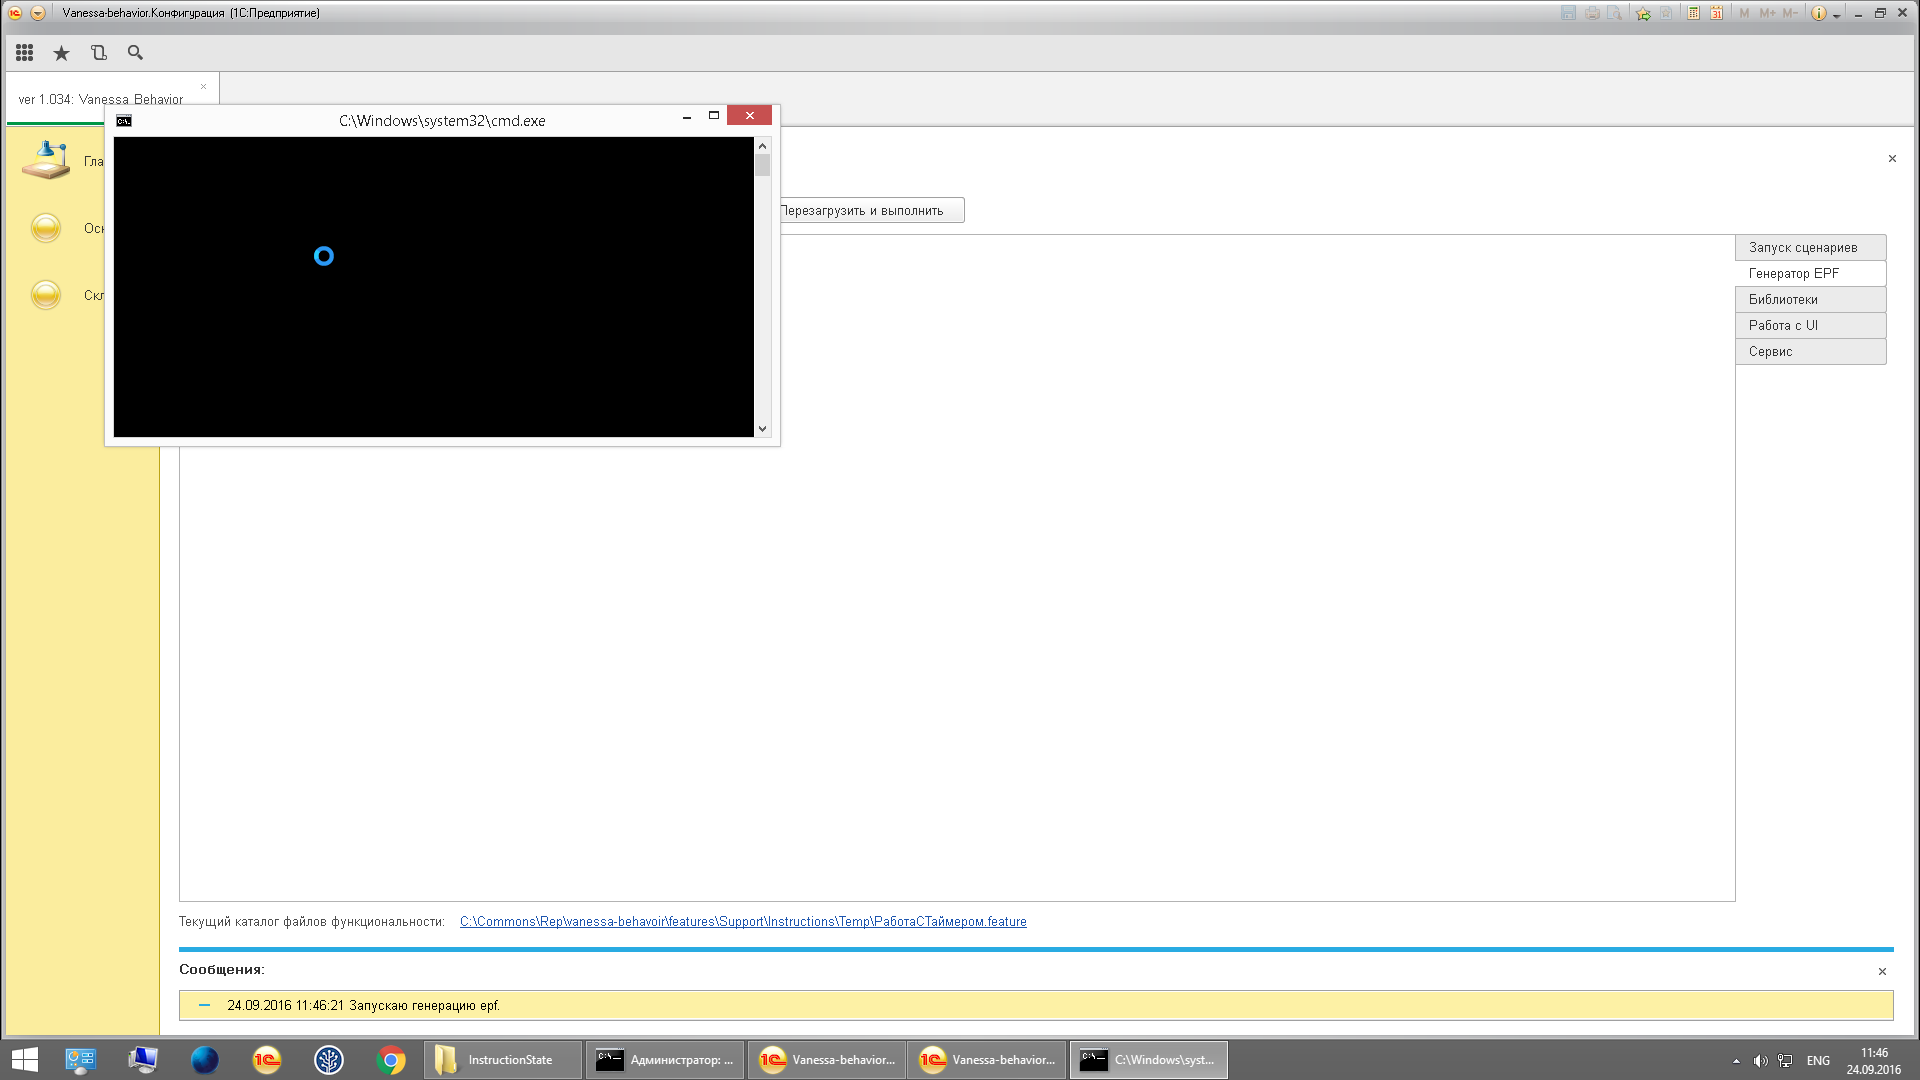 Vanessa-behavior.Конфигурация (1С:Предприятие)
M M+ M-
ver 1.034: Vanessa Behavior
C:\Windows\system32\cmd.exe
Гла
Осн
Скл
Перезагрузить и выполнить
Запуск сценариев
Генератор EPF
Библиотеки
Работа с UI
Сервис
Текущий каталог файлов функциональности: C:\Commons\Rep\vanessa-behavoir\features\Support\Instructions\Temp\РаботаСТаймером.feature
Сообщения:
24.09.2016 11:46:21 Запускаю генерацию epf.
InstructionState
Администратор: ...
Vanessa-behavior...
Vanessa-behavior...
C:\Windows\syst...
ENG
11:46
24.09.2016